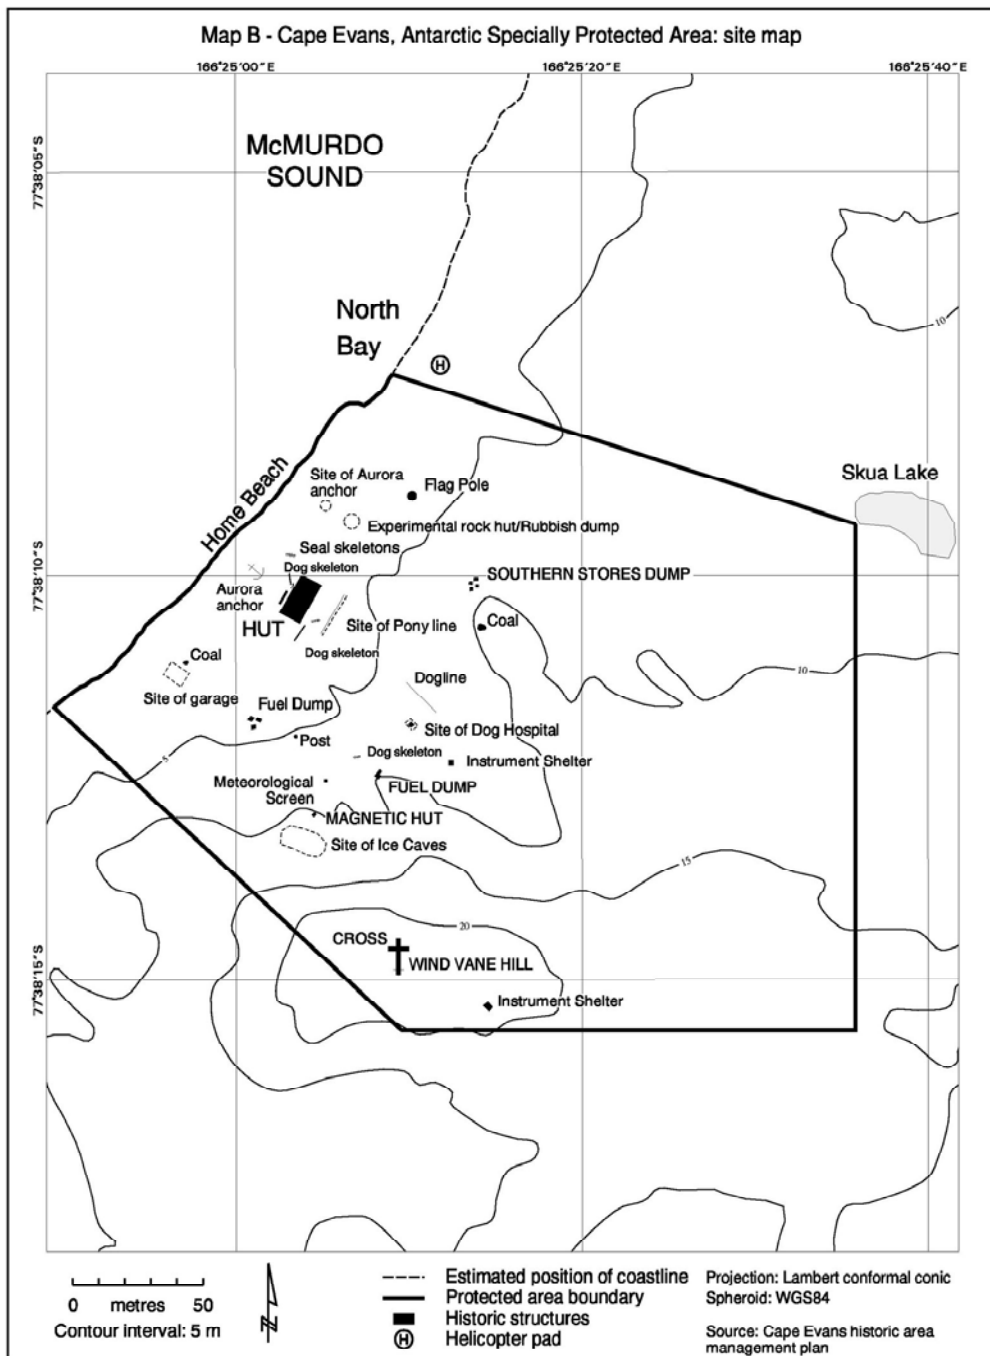 Map B - Cape Evans, Antarctic Specially Protected Area: site map
166°25'00"E
166°25'20"E
166°25'40"E
77°38'05"S
McMURDO
SOUND
10
North
Bay
H
Home Beach
Site of Aurora
anchor
Flag Pole
Skua Lake
Experimental rock hut/Rubbish dump
Seal skeletons
Dog skeleton
77°38'10"S
SOUTHERN STORES DUMP
Aurora
anchor
HUT
Site of Pony line
Coal
Dog skeleton
Coal
10
Site of garage
Dogline
Fuel Dump
Site of Dog Hospital
Post
5
Dog skeleton
Instrument Shelter
Meteorological
Screen
FUEL DUMP
MAGNETIC HUT
Site of Ice Caves
15
20
CROSS
WIND VANE HILL
77°38'15"S
Instrument Shelter
0 metres 50
Contour interval: 5 m
N
Estimated position of coastline
Protected area boundary
Historic structures
H Helicopter pad
Projection: Lambert conformal conic
Spheroid: WGS84
Source: Cape Evans historic area
management plan